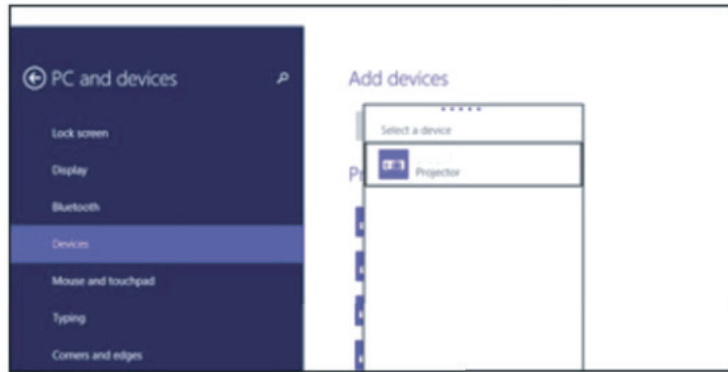 PC and devices
Lock screen
Display
Bluetooth
Devices
Mouse and touchpad
Typing
Corners and edges
Add devices
Select a device
Projector
P